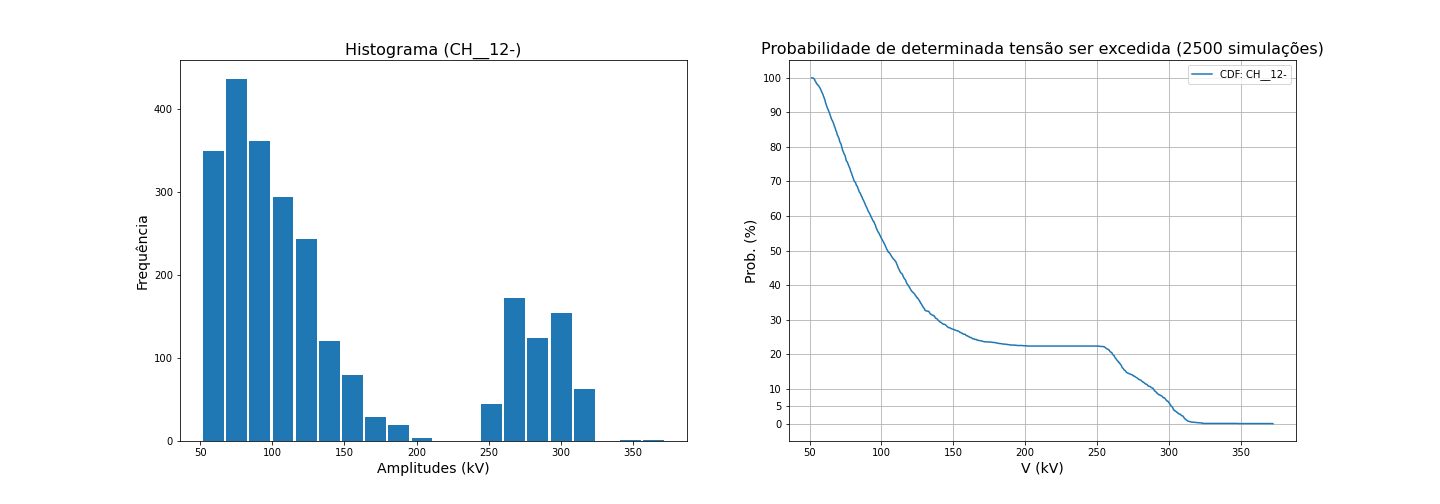 Histograma (CH__12-)
Frequência
400
300
200
100
0
50 100 150 200 250 300 350
Amplitudes (kV)
Probabilidade de determinada tensão ser excedida (2500 simulações)
CDF: CH__12-
Prob. (%)
100
90
80
70
60
50
40
30
20
10
5
0
50 100 150 200 250 300 350
V (kV)